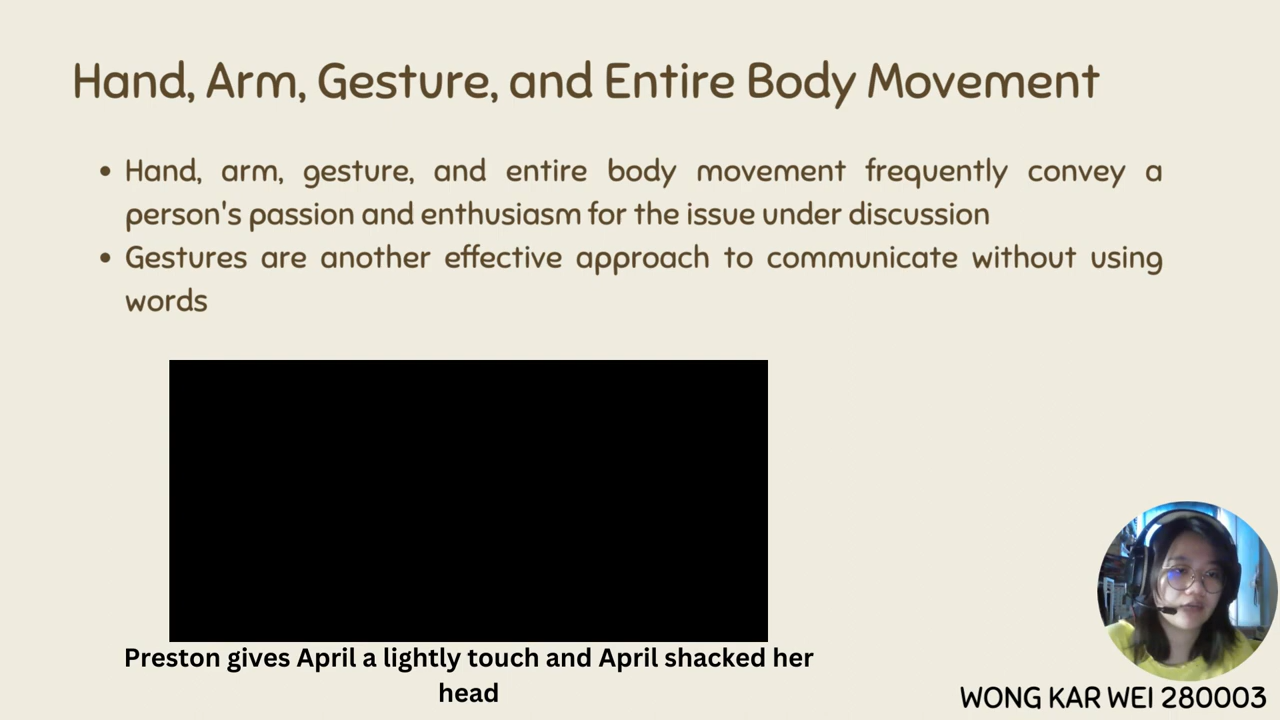 Hand, Arm, Gesture, and Entire Body Movement
• Hand, arm, gesture, and entire body movement frequently convey a
person's passion and enthusiasm for the issue under discussion
• Gestures are another effective approach to communicate without using
words
Preston gives April a lightly touch and April shacked her
head
WONG KAR WEI 280003